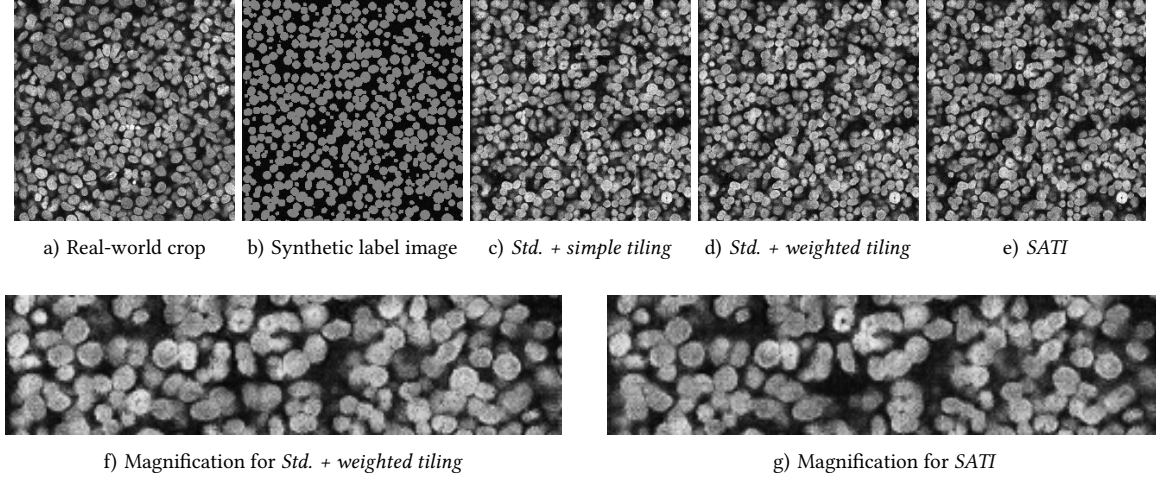 a) Real-world crop
b) Synthetic label image
c) Std. + simple tiling
d) Std. + weighted tiling
e) SATI
f) Magnification for Std. + weighted tiling
g) Magnification for SATI